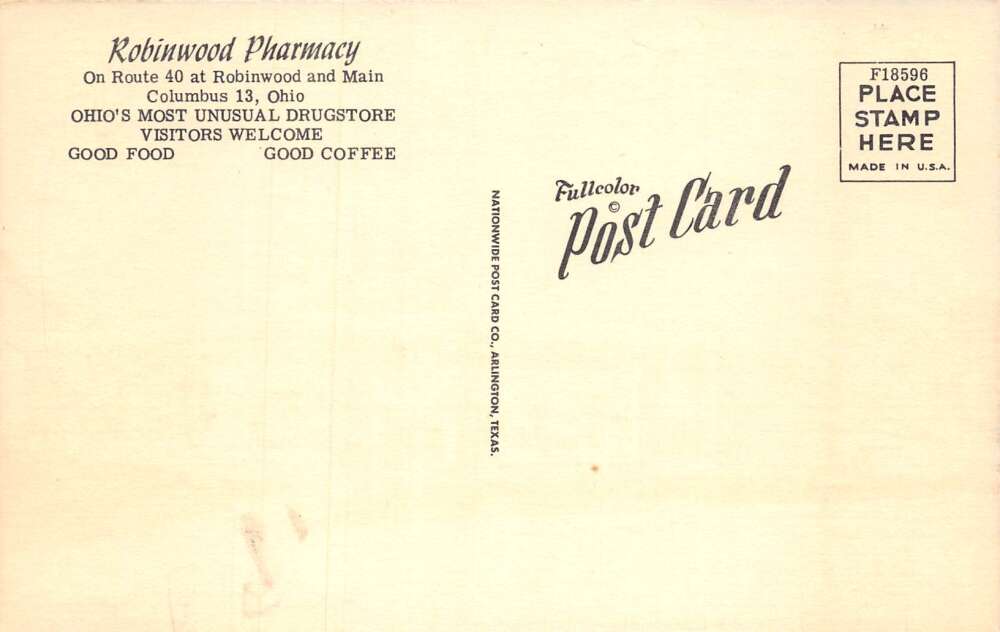 Robinwood Pharmacy
On Route 40 at Robinwood and Main
Columbus 13, Ohio
OHIO'S MOST UNUSUAL DRUGSTORE
VISITORS WELCOME
GOOD FOOD GOOD COFFEE
NATIONWIDE POST CARD CO., ARLINGTON, TEXAS.
Fullcolor
©
Post Card
F18596
PLACE
STAMP
HERE
MADE IN U.S.A.